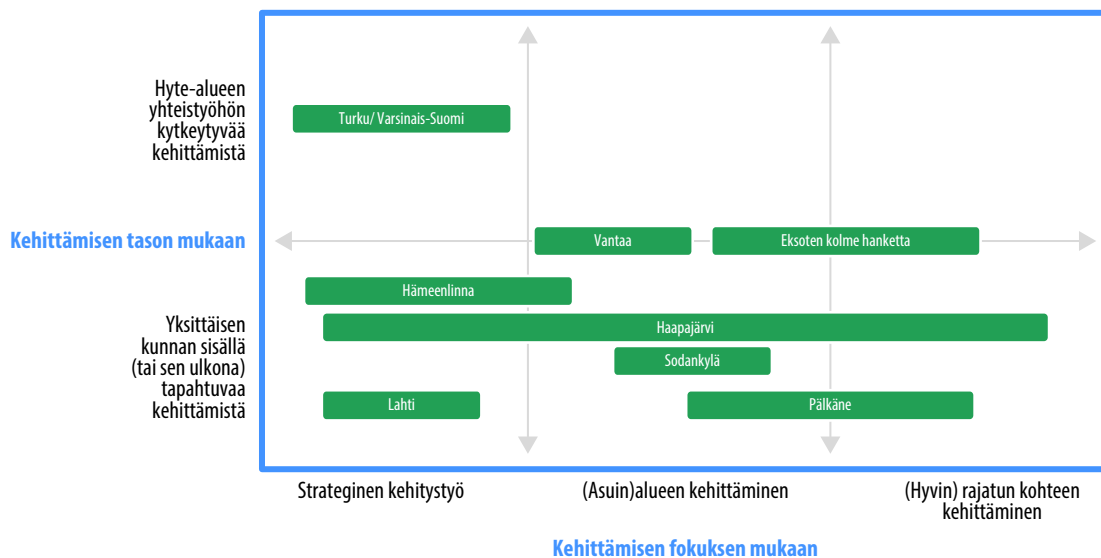 Hyte-alueen
yhteistyöhön
kytkeytyvää
kehittämistä
Turku/ Varsinais-Suomi
Kehittämisen tason mukaan
Vantaa
Eksoten kolme hanketta
Hämeenlinna
Yksittäisen
kunnan sisällä
(tai sen ulkona)
tapahtuvaa
kehittämistä
Haapajärvi
Sodankylä
Lahti
Pälkäne
Strateginen kehitystyö
(Asuin)alueen kehittäminen
(Hyvin) rajatun kohteen
kehittäminen
Kehittämisen fokuksen mukaan